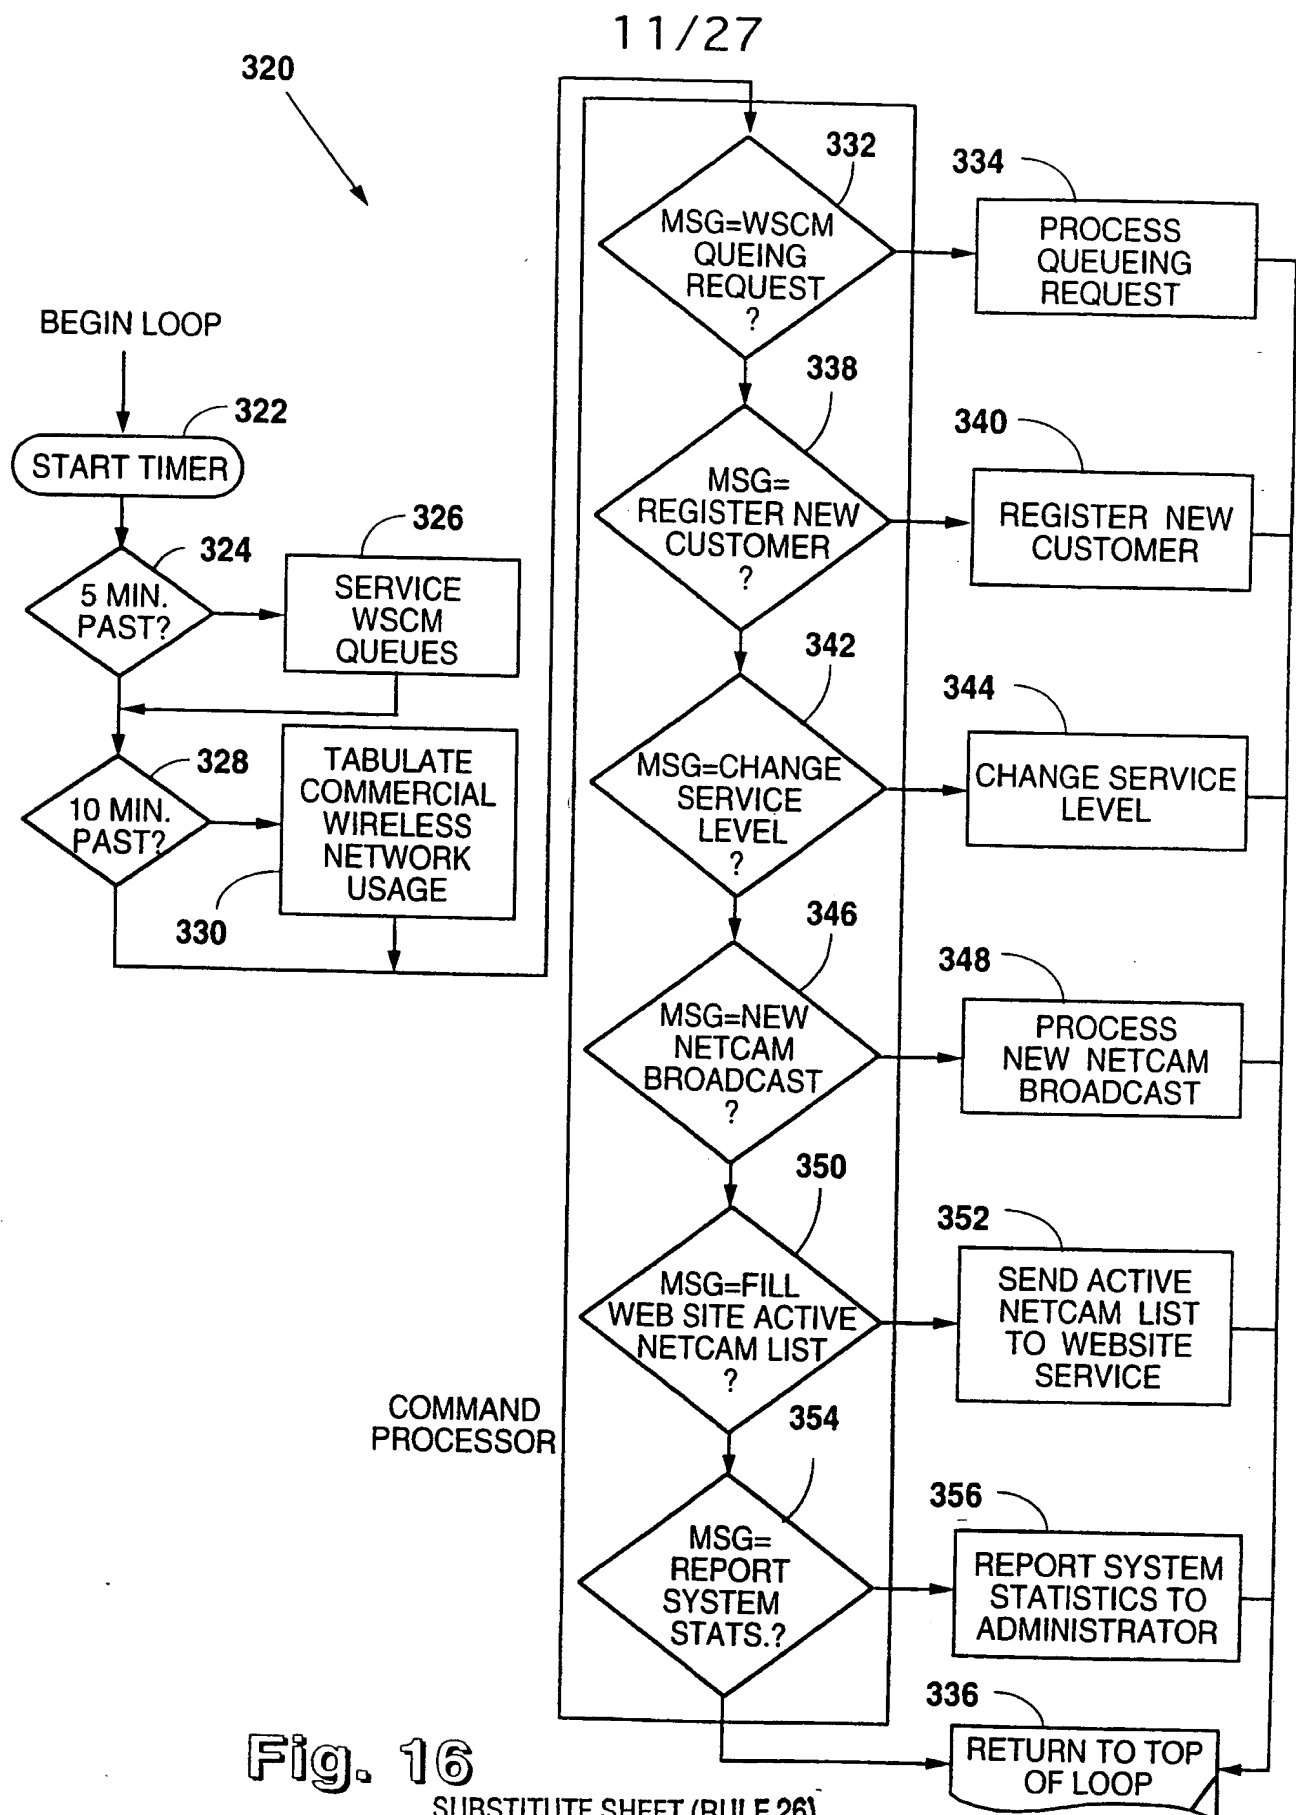 11/27
320
BEGIN LOOP
322
START TIMER
324
5 MIN.
PAST?
326
SERVICE
WSCM
QUEUES
328
10 MIN.
PAST?
330
TABULATE
COMMERCIAL
WIRELESS
NETWORK
USAGE
COMMAND
PROCESSOR
332
MSG=WSCM
QUEING
REQUEST
?
334
PROCESS
QUEUEING
REQUEST
338
MSG=
REGISTER NEW
CUSTOMER
?
340
REGISTER NEW
CUSTOMER
342
MSG=CHANGE
SERVICE
LEVEL
?
344
CHANGE SERVICE
LEVEL
346
MSG=NEW
NETCAM
BROADCAST
?
348
PROCESS
NEW NETCAM
BROADCAST
350
MSG=FILL
WEB SITE ACTIVE
NETCAM LIST
?
352
SEND ACTIVE
NETCAM LIST
TO WEBSITE
SERVICE
354
MSG=
REPORT
SYSTEM
STATS.?
356
REPORT SYSTEM
STATISTICS TO
ADMINISTRATOR
336
RETURN TO TOP
OF LOOP
Fig. 16
SUBSTITUTE SHEET (RULE 26)